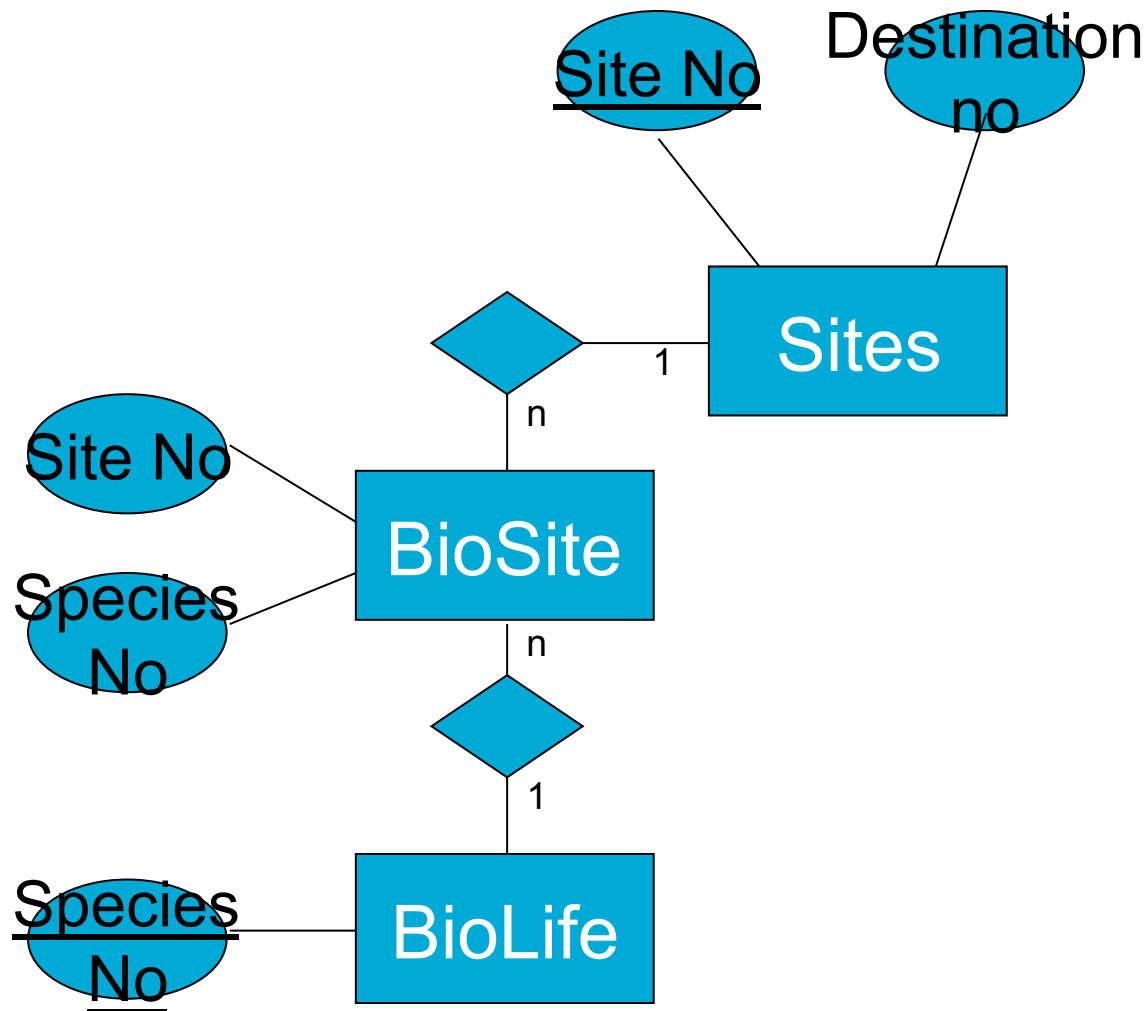 Site No
Destination
no
Sites
1
n
Site No
BioSite
Species
No
n
1
Species
No
BioLife